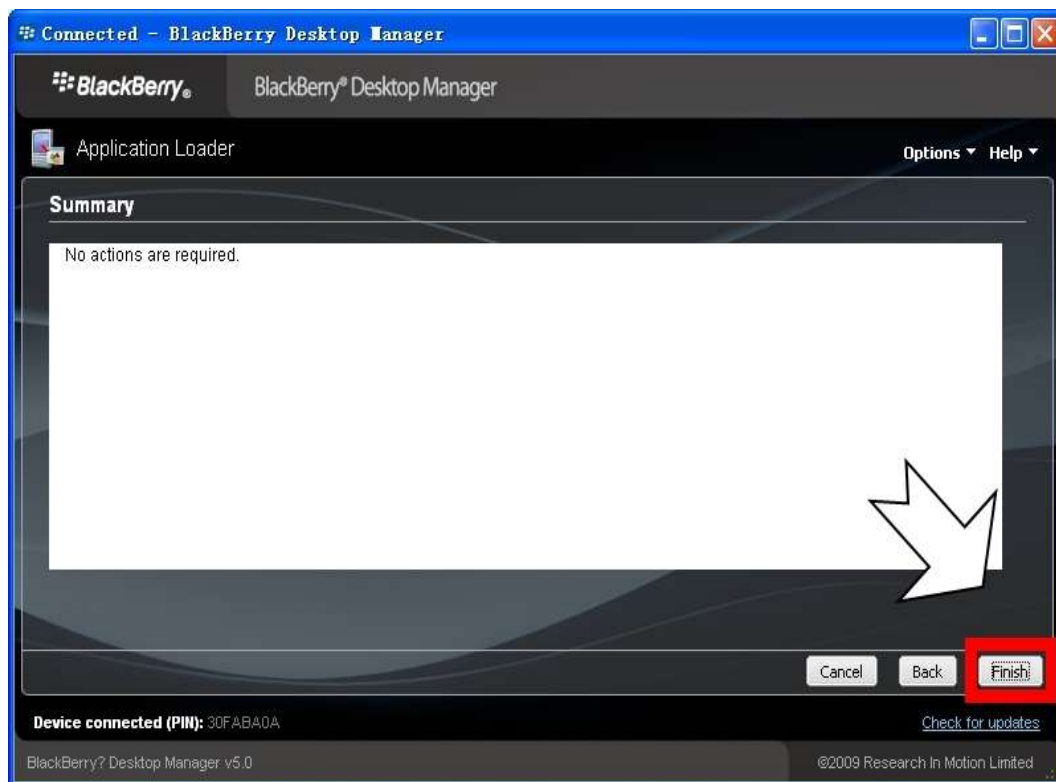 Connected - BlackBerry Desktop Manager
BlackBerry® BlackBerry® Desktop Manager
Application Loader Options Help
Summary
No actions are required.
Cancel Back Finish
Device connected (PIN): 30FABA0A Check for updates
BlackBerry? Desktop Manager v5.0 ©2009 Research In Motion Limited